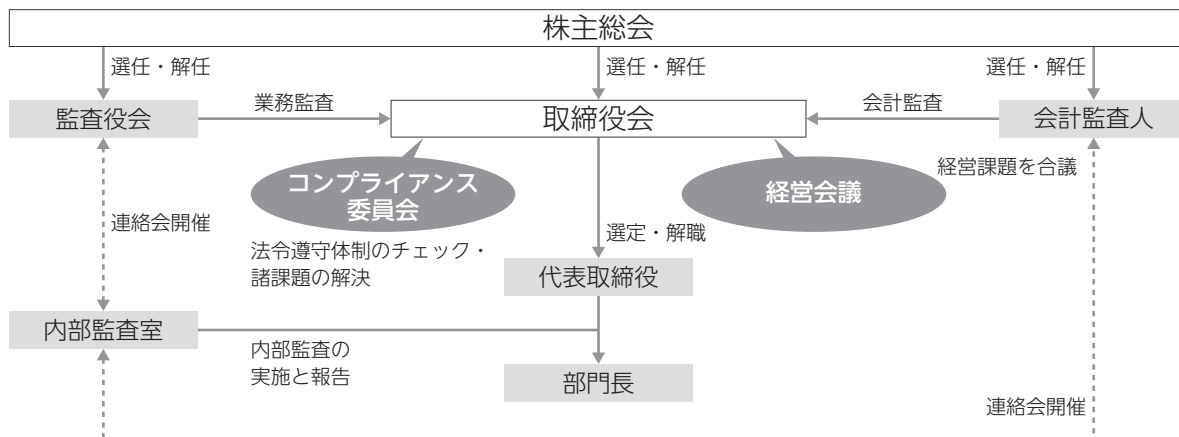 株主総会
選任・解任
選任・解任
選任・解任
監査役会
業務監査
取締役会
会計監査
会計監査人
コンプライアンス
委員会
経営会議
経営課題を合議
連絡会開催
法令遵守体制のチェック・
諸課題の解決
選定・解職
代表取締役
内部監査室
内部監査の
実施と報告
部門長
連絡会開催